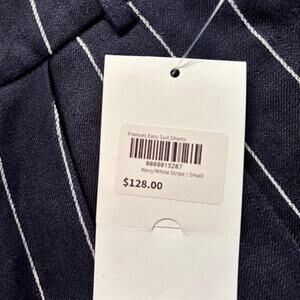 Frances Easy Suit Shorts
0000015287
Navy/White Stripe / Small
$128.00